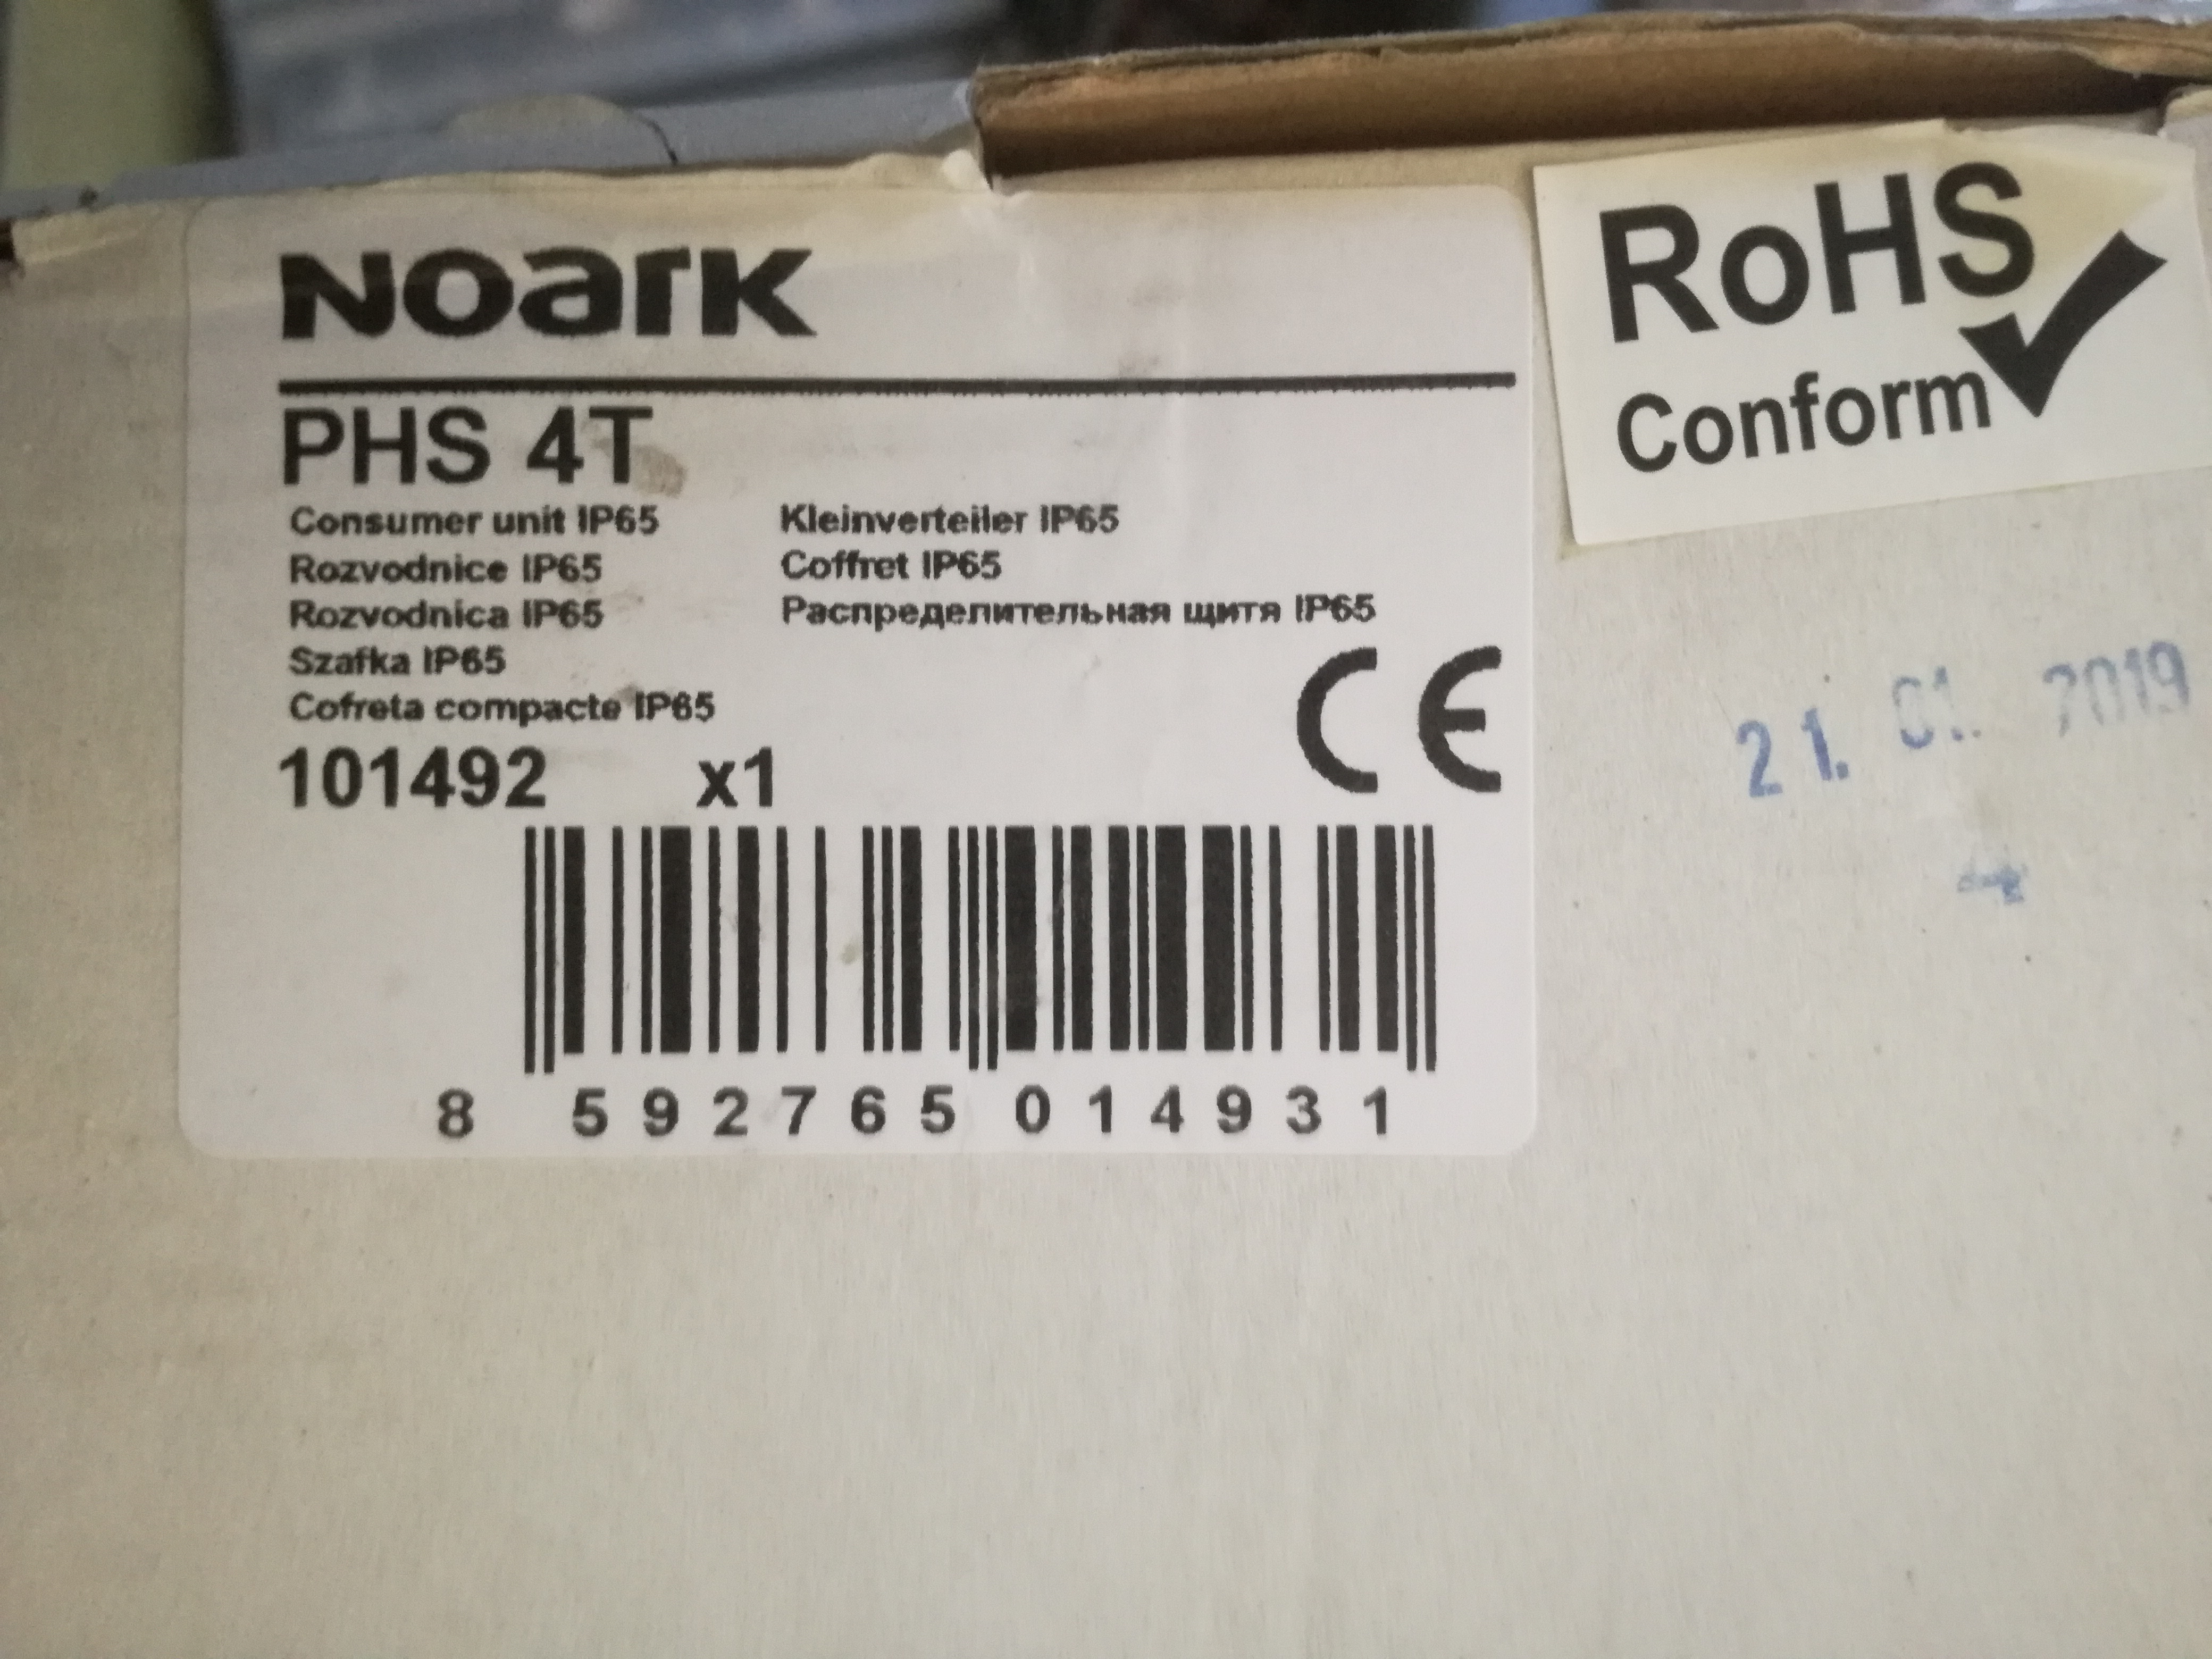 NOARK
PHS 4T
Consumer unit IP65
Rozvodnice IP65
Rozvodnica IP65
Szafka IP65
Cofreta compacte IP65
Kleinverteiler IP65
Coffret IP65
Распределительная щитя IP65
101492 x1
CE
8 592765 014931
RoHS
Conform
21. 01. 2019